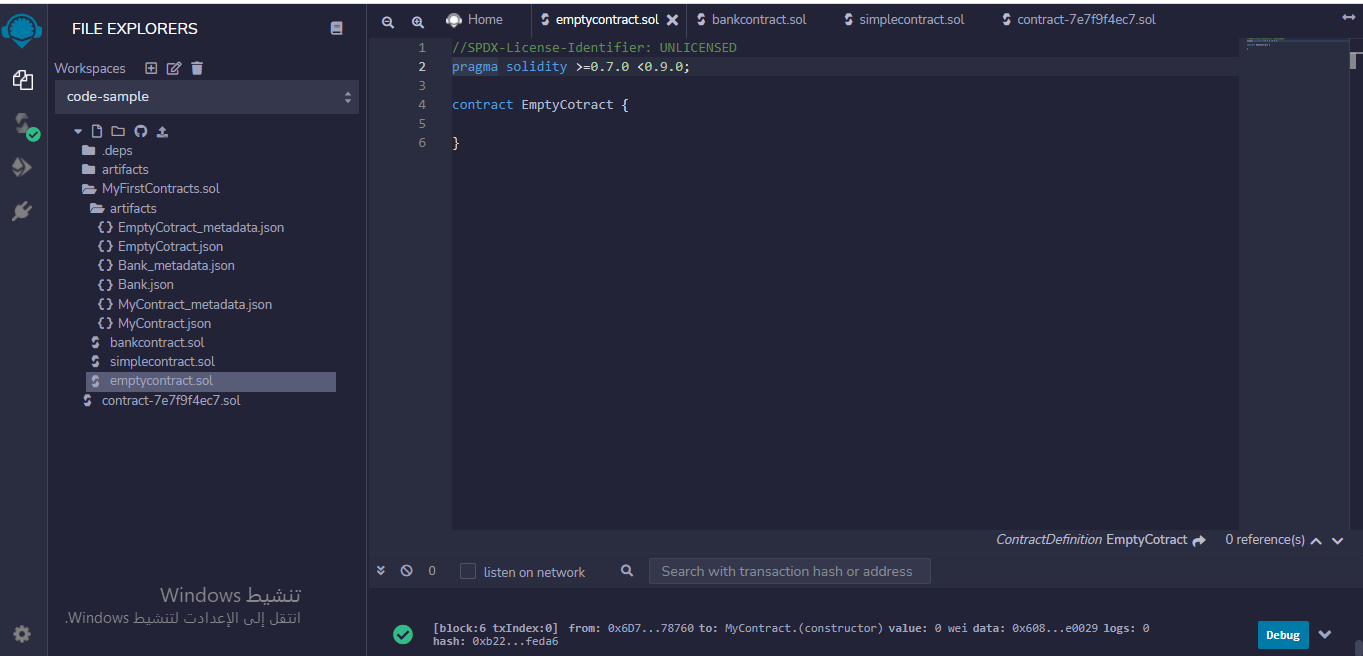 FILE EXPLORERS
Workspaces
code-sample
.deps
artifacts
MyFirstContracts.sol
artifacts
EmptyCotract_metadata.json
EmptyCotract.json
Bank_metadata.json
Bank.json
MyContract_metadata.json
MyContract.json
bankcontract.sol
simplecontract.sol
emptycontract.sol
contract-7e7f9f4ec7.sol
تنشيط Windows
انتقل إلى الإعدادت لتنشيط Windows.
Home emptycontract.sol bankcontract.sol simplecontract.sol contract-7e7f9f4ec7.sol
1 //SPDX-License-Identifier: UNLICENSED
2 pragma solidity >=0.7.0 <0.9.0;
3
4 contract EmptyCotract {
5
6 }
ContractDefinition EmptyCotract 0 reference(s)
0 listen on network Search with transaction hash or address
[block:6 txIndex:0] from: 0x6D7...78760 to: MyContract.(constructor) value: 0 wei data: 0x608...e0029 logs: 0
hash: 0xb22...feda6
Debug